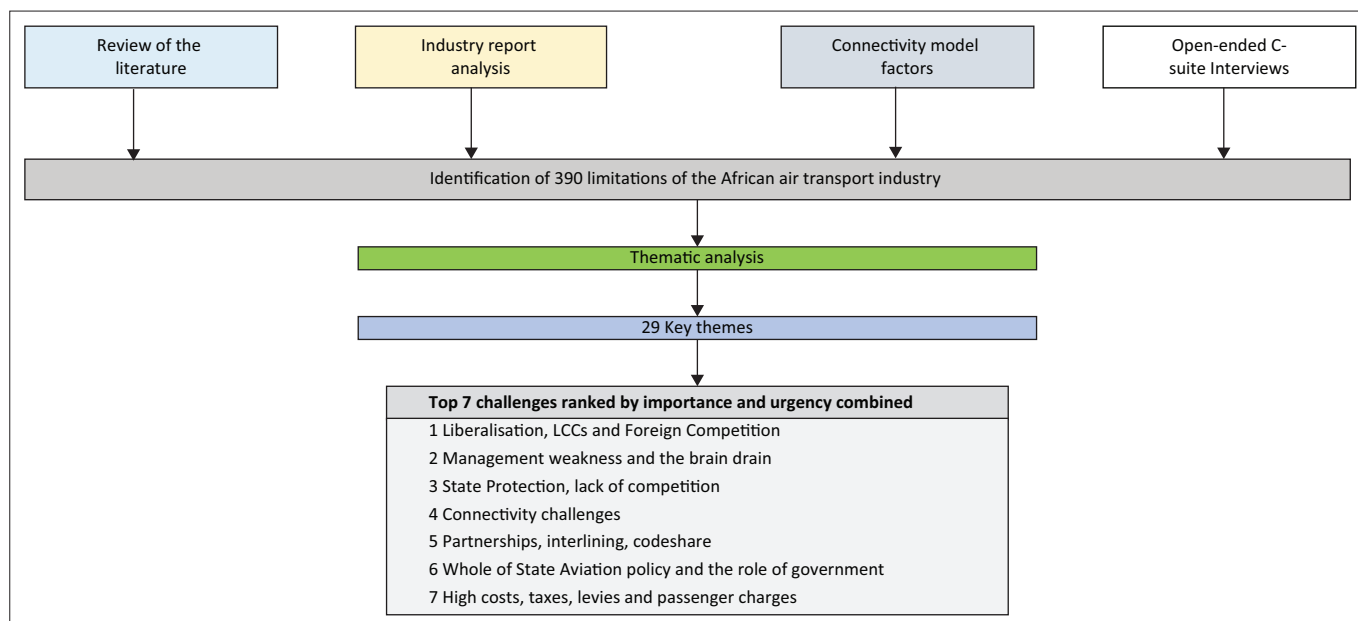 Review of the
literature
Industry report
analysis
Connectivity model
factors
Open-ended C-
suite Interviews
Identification of 390 limitations of the African air transport industry
Thematic analysis
29 Key themes
Top 7 challenges ranked by importance and urgency combined
1 Liberalisation, LCCs and Foreign Competition
2 Management weakness and the brain drain
3 State Protection, lack of competition
4 Connectivity challenges
5 Partnerships, interlining, codeshare
6 Whole of State Aviation policy and the role of government
7 High costs, taxes, levies and passenger charges